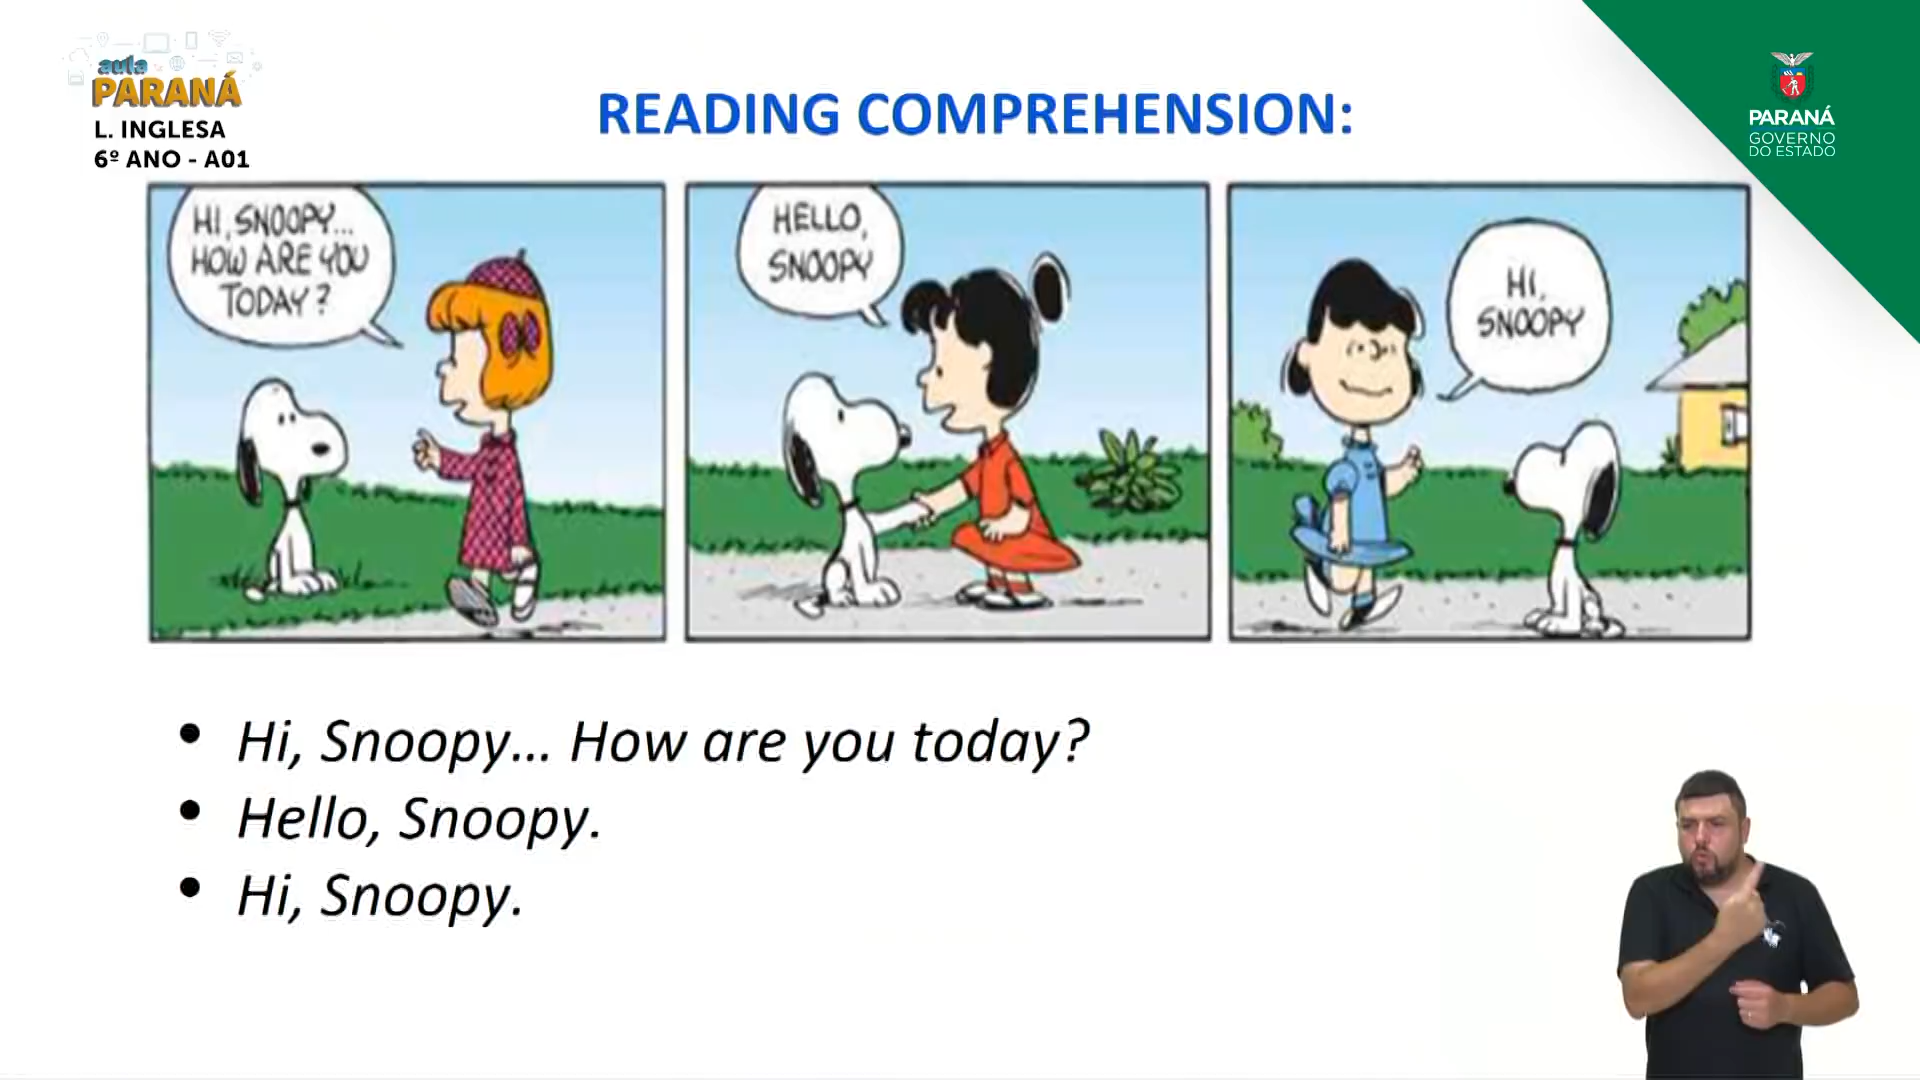 aula
PARANÁ
L. INGLESA
6º ANO - A01
READING COMPREHENSION:
PARANÁ
GOVERNO
DO ESTADO
HI, SNOOPY...
HOW ARE YOU
TODAY?
HELLO,
SNOOPY
HI,
SNOOPY
• Hi, Snoopy... How are you today?
• Hello, Snoopy.
• Hi, Snoopy.